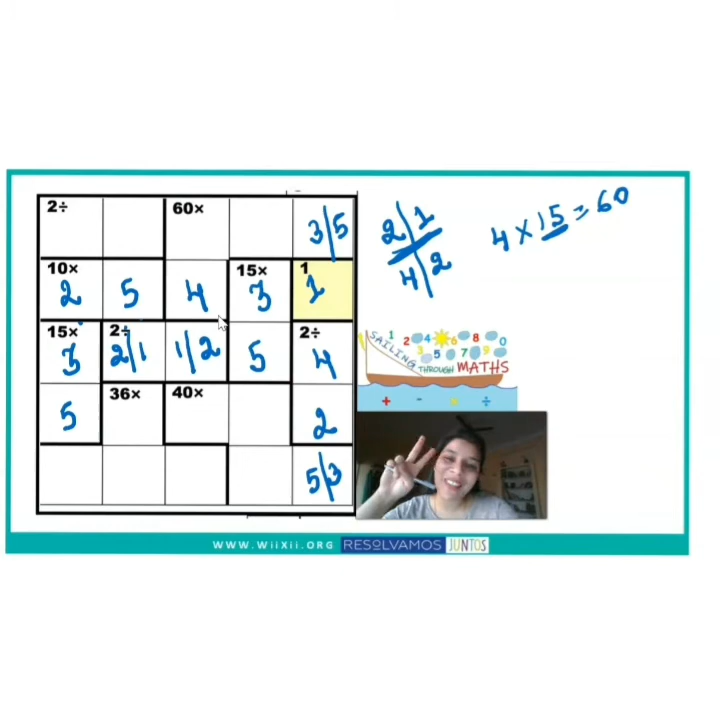 2÷ 60×
3/5
2|1
4|2
4 × 15 = 60
10× 15× 1
2 5 4 3 1
15× 2÷ 2÷
3 2/1 1/2 5 4
36× 40×
5 2
5/3
1 2 4 6 8 0
3 5 7 9
SAILING THROUGH MATHS
+ - × ÷
WWW.WiiXii.ORG RESOLVAMOS JUNTOS